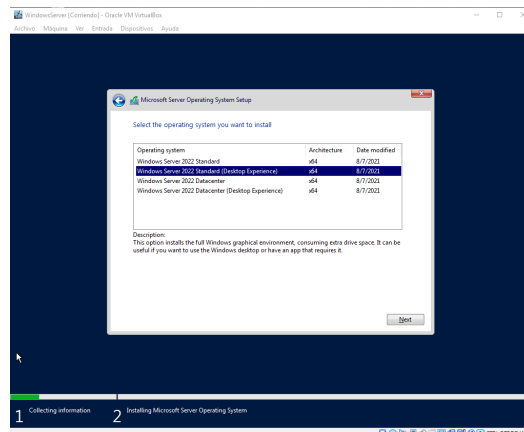 WindowsServer [Corriendo] - Oracle VM VirtualBox
Archivo Máquina Ver Entrada Dispositivos Ayuda
Microsoft Server Operating System Setup
Select the operating system you want to install
Operating system Architecture Date modified
Windows Server 2022 Standard x64 8/7/2021
Windows Server 2022 Standard (Desktop Experience) x64 8/7/2021
Windows Server 2022 Datacenter x64 8/7/2021
Windows Server 2022 Datacenter (Desktop Experience) x64 8/7/2021
Description:
This option installs the full Windows graphical environment, consuming extra drive space. It can be
useful if you want to use the Windows desktop or have an app that requires it.
Next
1 Collecting information 2 Installing Microsoft Server Operating System